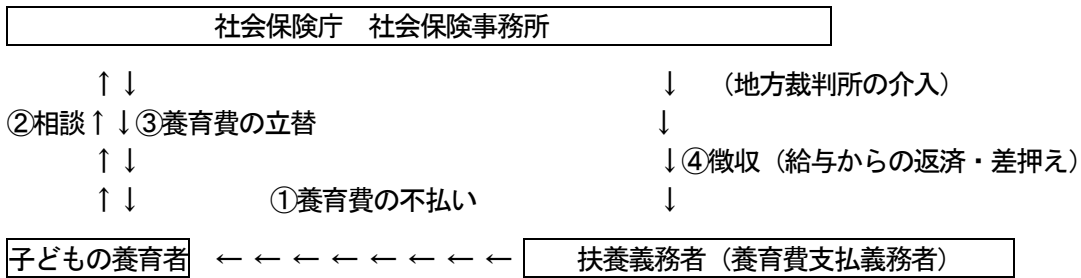 社会保険庁　社会保険事務所
↑↓　↓　（地方裁判所の介入）
②相談↑↓③養育費の立替　↓
↑↓　↓④徴収（給与からの返済・差押え）
↑↓　①養育費の不払い　↓
子どもの養育者　←←←←←←←←　扶養義務者（養育費支払義務者）